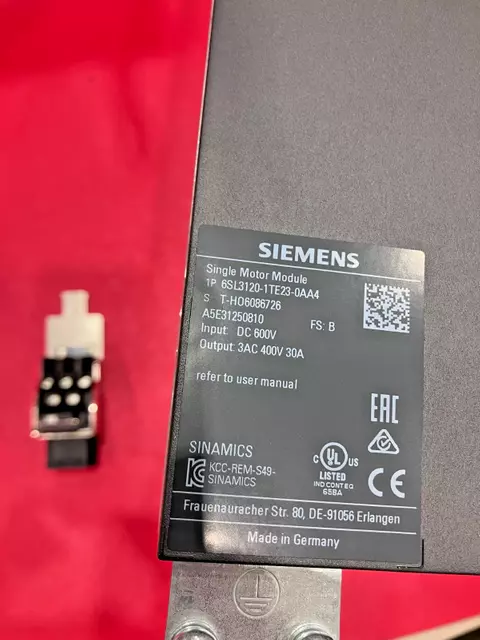 SIEMENS
Single Motor Module
1P 6SL3120-1TE23-0AA4
S T-HO6086726
A5E31250810 FS: B
Input: DC 600V
Output: 3AC 400V 30A
refer to user manual
EAC
SINAMICS
KCC-REM-S49-
SINAMICS
C UL US
LISTED
IND CONT EQ
65BA
CE
Frauenauracher Str. 80, DE-91056 Erlangen
Made in Germany